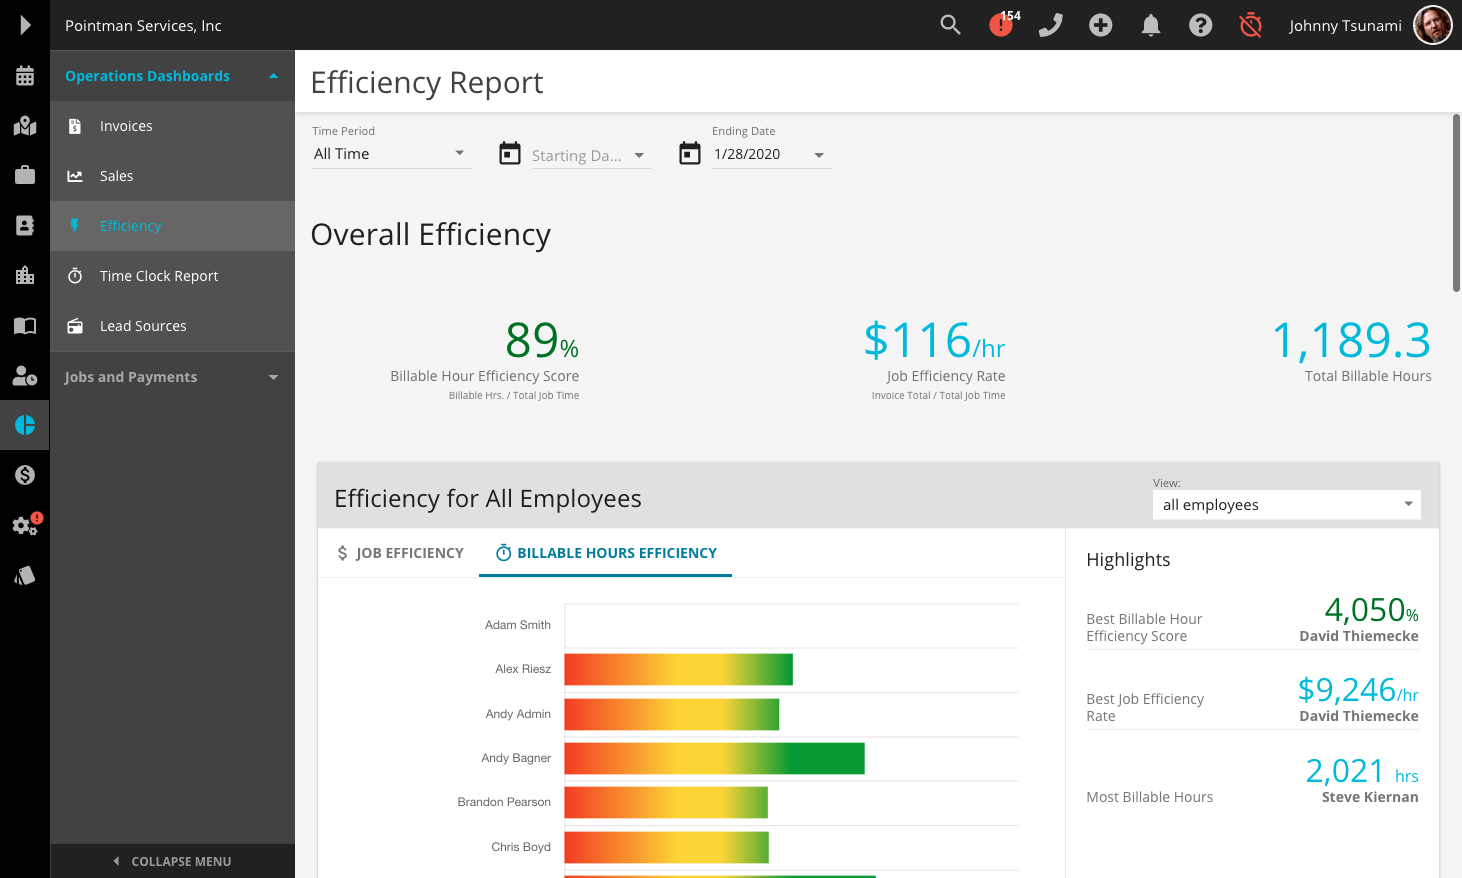 Pointman Services, Inc
154
Johnny Tsunami
Operations Dashboards
Invoices
Sales
Efficiency
Time Clock Report
Lead Sources
Jobs and Payments
COLLAPSE MENU
Efficiency Report
Time Period
All Time
Starting Da...
Ending Date
1/28/2020
Overall Efficiency
89%
Billable Hour Efficiency Score
Billable Hrs. / Total Job Time
$116/hr
Job Efficiency Rate
Invoice Total / Total Job Time
1,189.3
Total Billable Hours
Efficiency for All Employees
View:
all employees
$ JOB EFFICIENCY
BILLABLE HOURS EFFICIENCY
Adam Smith
Alex Riesz
Andy Admin
Andy Bagner
Brandon Pearson
Chris Boyd
Highlights
Best Billable Hour
Efficiency Score
4,050%
David Thiemecke
Best Job Efficiency
Rate
$9,246/hr
David Thiemecke
Most Billable Hours
2,021 hrs
Steve Kiernan